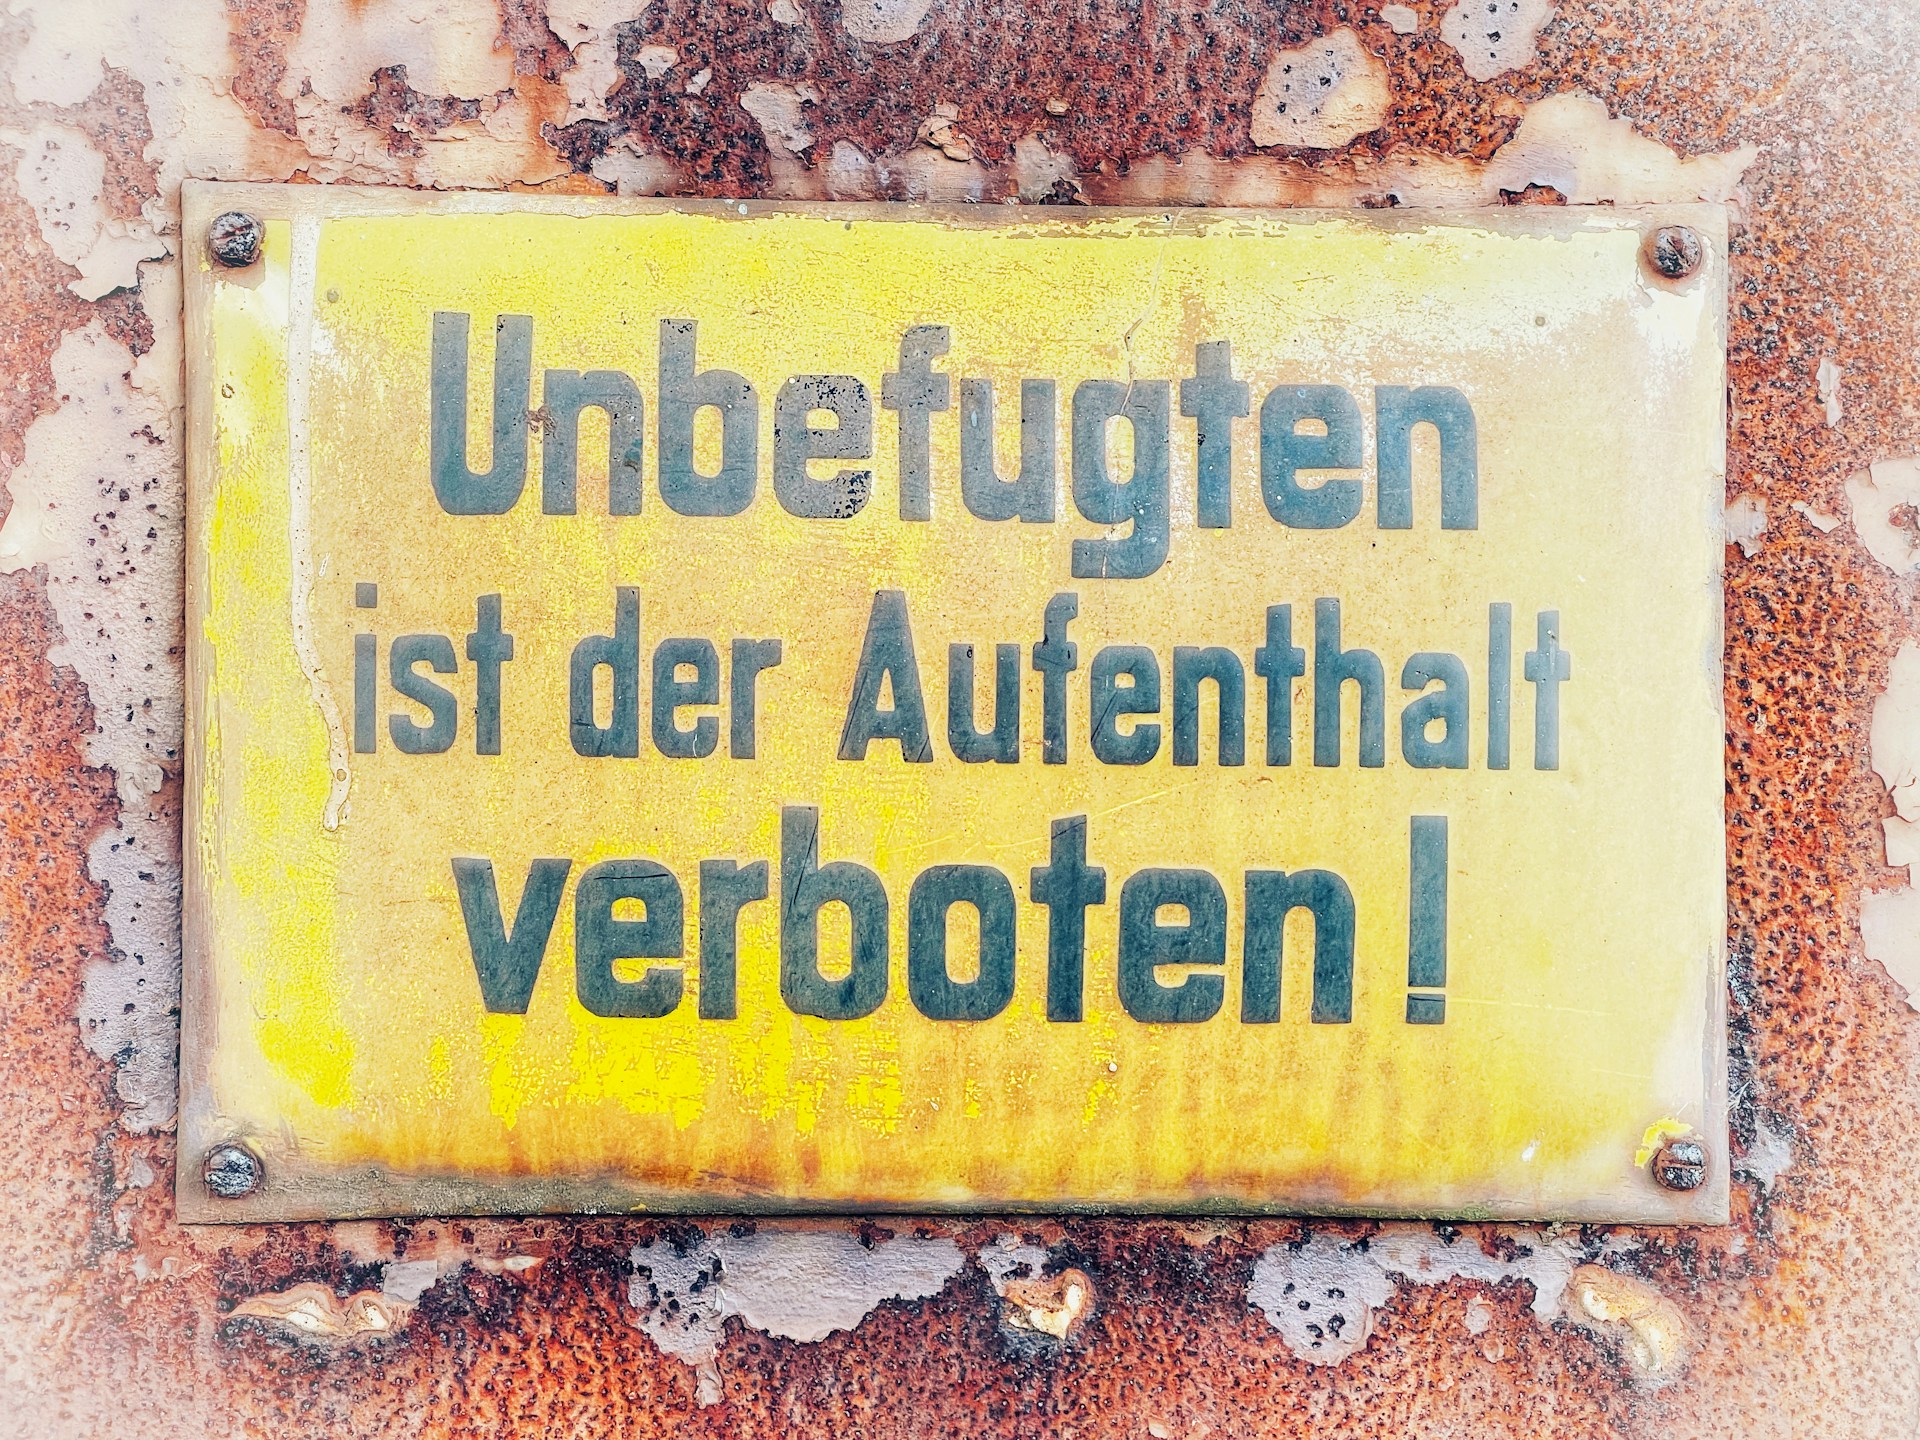 Unbefugten
ist der Aufenthalt
verboten!